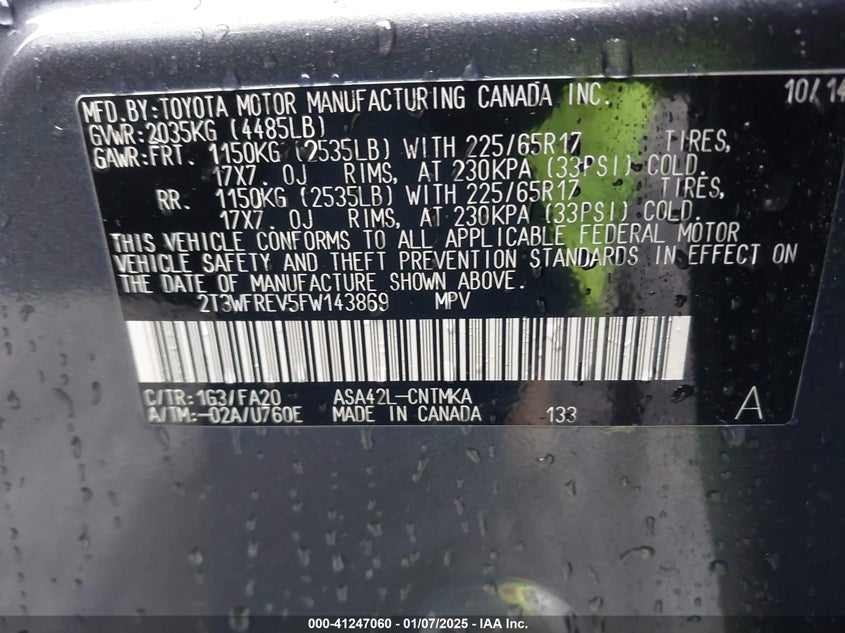 MFD.BY:TOYOTA MOTOR MANUFACTURING CANADA INC. 10/14
GVWR:2035KG (4485LB)
GAWR:FRT. 1150KG (2535LB) WITH 225/65R17 TIRES,
17X7.0J RIMS, AT 230KPA (33PSI) COLD.
RR. 1150KG (2535LB) WITH 225/65R17 TIRES,
17X7.0J RIMS, AT 230KPA (33PSI) COLD.
THIS VEHICLE CONFORMS TO ALL APPLICABLE FEDERAL MOTOR
VEHICLE SAFETY AND THEFT PREVENTION STANDARDS IN EFFECT ON
THE DATE OF MANUFACTURE SHOWN ABOVE.
2T3WFREV5FW143869 MPV
C/TR:1G3/FA20 ASA42L-CNTMKA
A/TM:-02A/U760E MADE IN CANADA 133 A
000-41247060 - 01/07/2025 - IAA Inc.